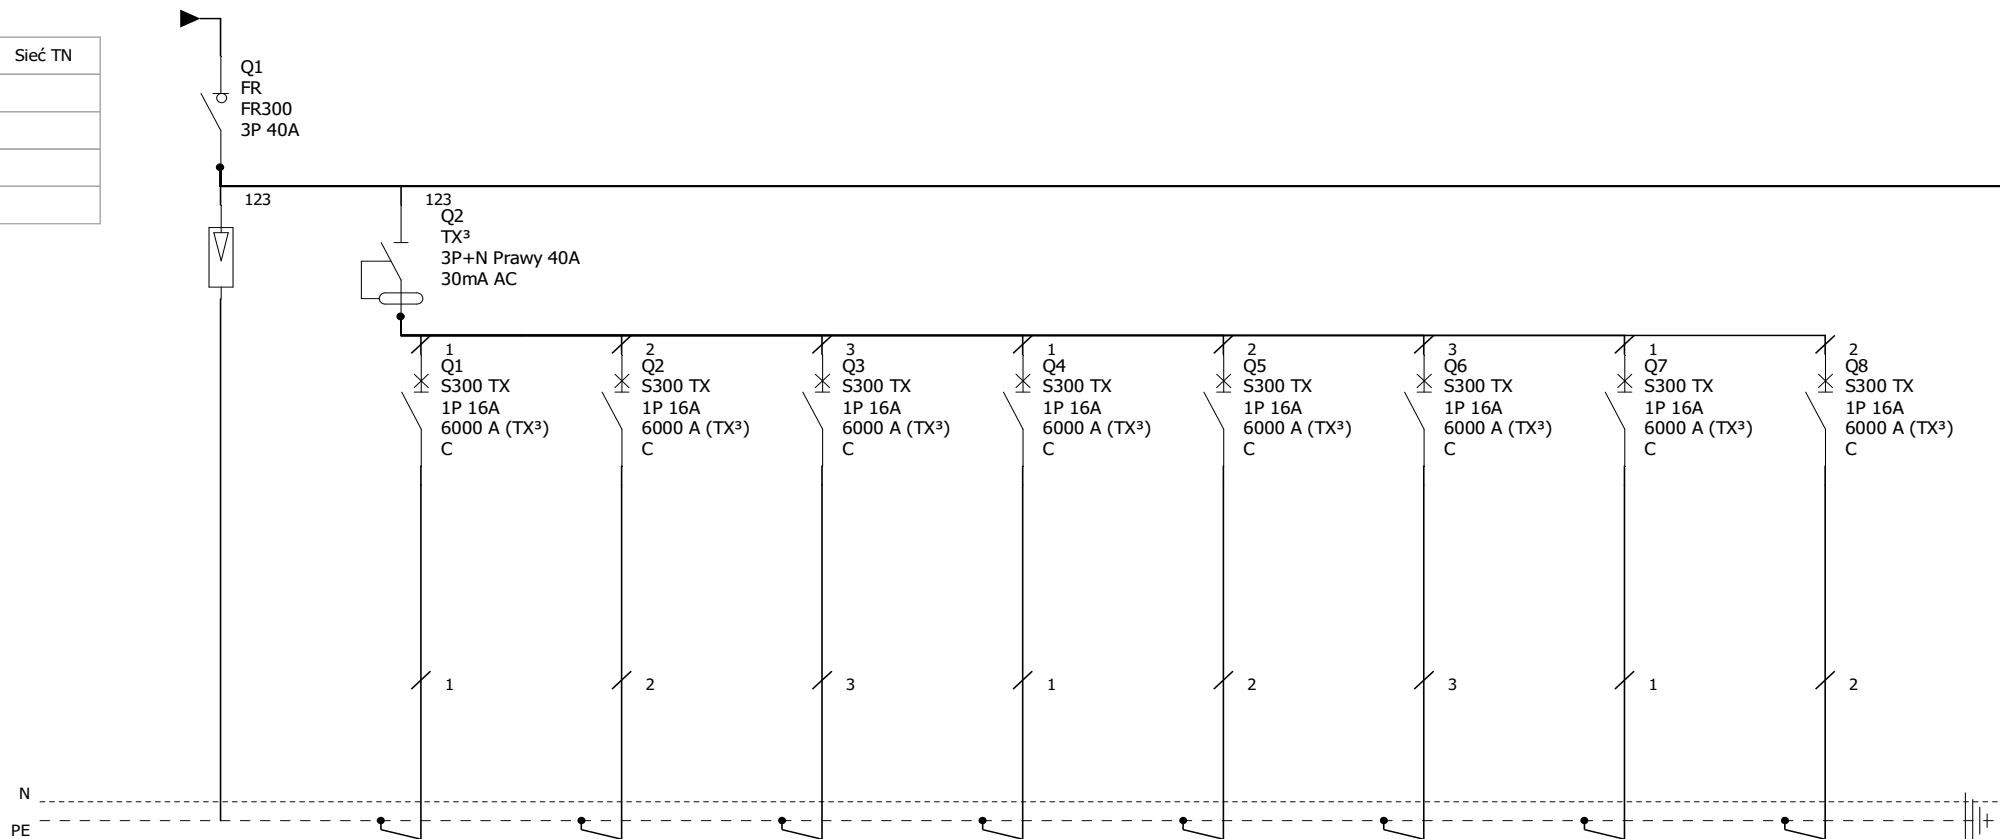 Sieć TN
Q1
FR
FR300
3P 40A
123
123
Q2
TX³
3P+N Prawy 40A
30mA AC
1
Q1
S300 TX
1P 16A
6000 A (TX³)
C
2
Q2
S300 TX
1P 16A
6000 A (TX³)
C
3
Q3
S300 TX
1P 16A
6000 A (TX³)
C
1
Q4
S300 TX
1P 16A
6000 A (TX³)
C
2
Q5
S300 TX
1P 16A
6000 A (TX³)
C
3
Q6
S300 TX
1P 16A
6000 A (TX³)
C
1
Q7
S300 TX
1P 16A
6000 A (TX³)
C
2
Q8
S300 TX
1P 16A
6000 A (TX³)
C
1
2
3
1
2
3
1
2
N
PE